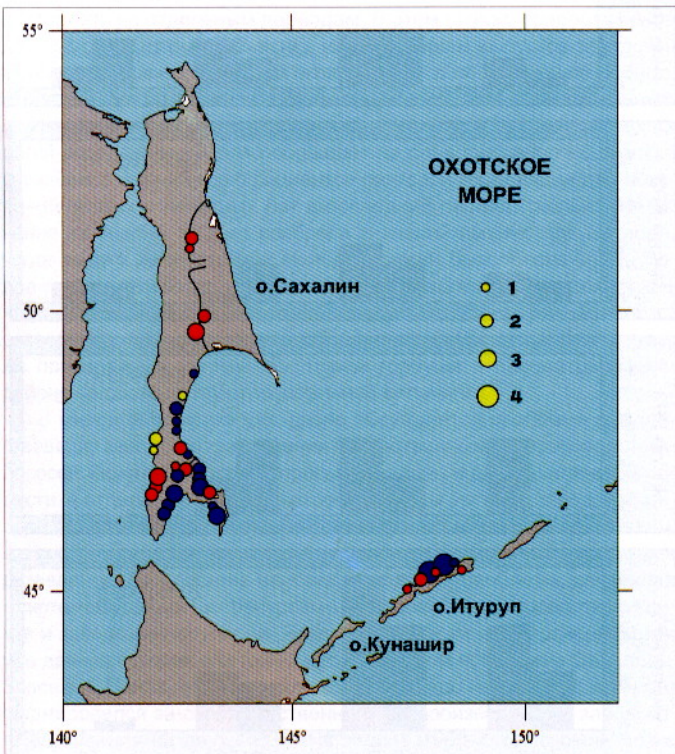 55°
ОХОТСКОЕ
МОРЕ
о.Сахалин
1
50°
2
3
4
45°
о.Итуруп
о.Кунашир
140°
145°
150°